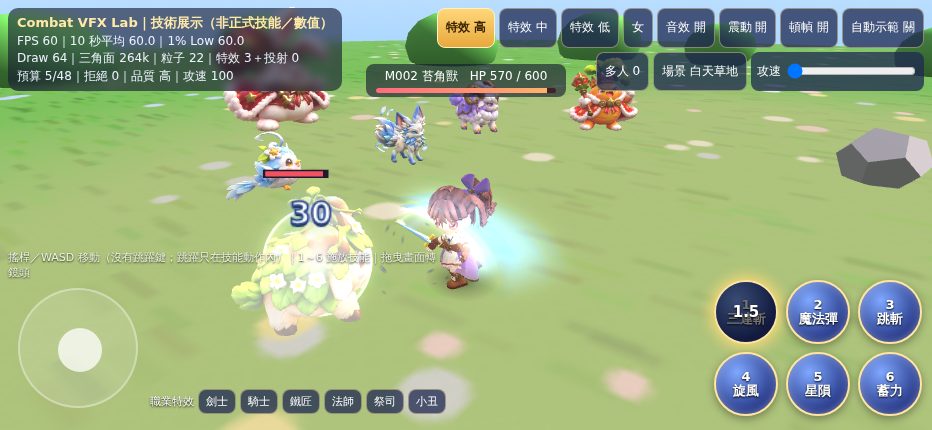 Combat VFX Lab｜技術展示（非正式技能／數值）
FPS 60｜10 秒平均 60.0｜1% Low 60.0
Draw 64｜三角面 264k｜粒子 22｜特效 3＋投射 0
預算 5/48｜拒絕 0｜品質 高｜攻速 100
特效 高
特效 中
特效 低
女
音效 開
震動 開
頓幀 開
自動示範 關
多人 0
場景 白天草地
攻速
M002 苔角獸 HP 570 / 600
30
搖桿／WASD 移動（沒有跳躍鍵；跳躍只在技能動作內）｜1～6 施放技能｜拖曳畫面轉
鏡頭
1
三連斬
1.5
2
魔法彈
3
跳斬
4
旋風
5
星隕
6
蓄力
職業特效
劍士
騎士
鐵匠
法師
祭司
小丑